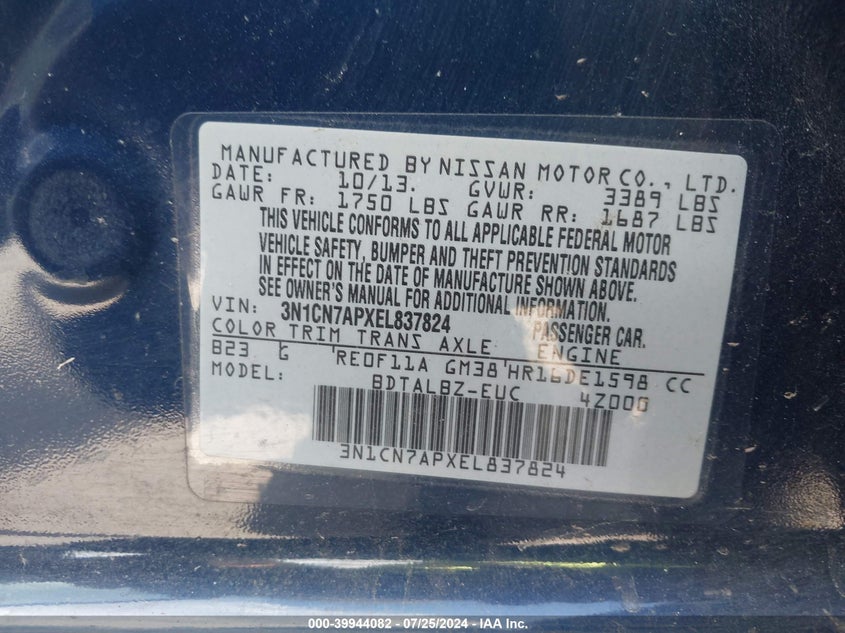 MANUFACTURED BY NISSAN MOTOR CO., LTD.
DATE: 10/13. GVWR: 3389 LBS
GAWR FR: 1750 LBS GAWR RR: 1687 LBS
THIS VEHICLE CONFORMS TO ALL APPLICABLE FEDERAL MOTOR
VEHICLE SAFETY, BUMPER AND THEFT PREVENTION STANDARDS
IN EFFECT ON THE DATE OF MANUFACTURE SHOWN ABOVE.
SEE OWNER'S MANUAL FOR ADDITIONAL INFORMATION.
VIN: 3N1CN7APXEL837824 PASSENGER CAR.
COLOR TRIM TRANS AXLE ENGINE
B23 G RE0F11A GM38 HR16DE1598 CC
MODEL: BDTALBZ-EUC 4Z000
3N1CN7APXEL837824
000-39944082 - 07/25/2024 - IAA Inc.